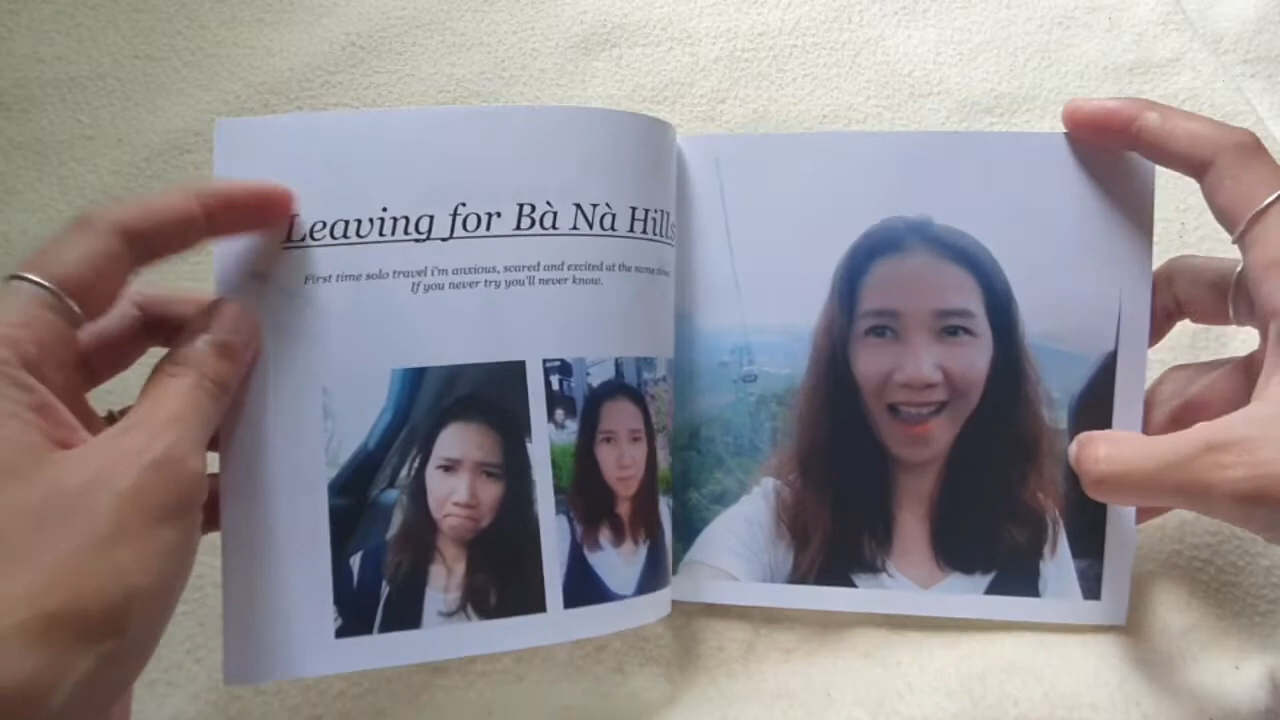 Leaving for Bà Nà Hills
First time solo travel i'm anxious, scared and excited at the same time!
If you never try you'll never know.